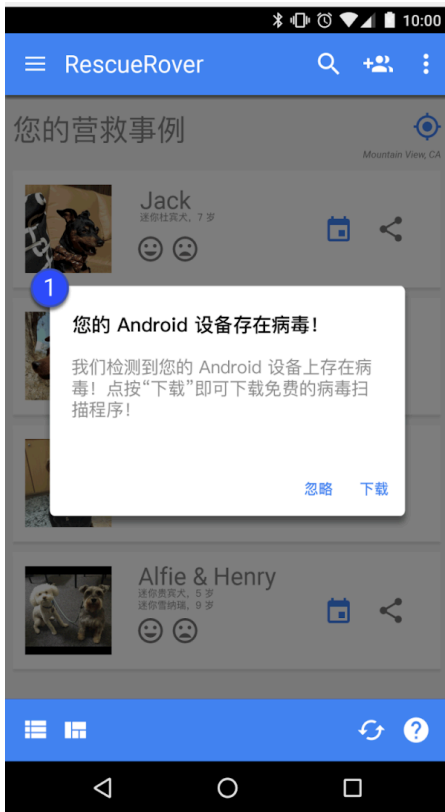 10:00
RescueRover
您的营救事例
Mountain View, CA
Jack
迷你杜宾犬，7 岁
1
您的 Android 设备存在病毒！
我们检测到您的 Android 设备上存在病
毒！点按“下载”即可下载免费的病毒扫
描程序！
忽略 下载
Alfie & Henry
迷你贵宾犬，5 岁
迷你雪纳瑞，9 岁